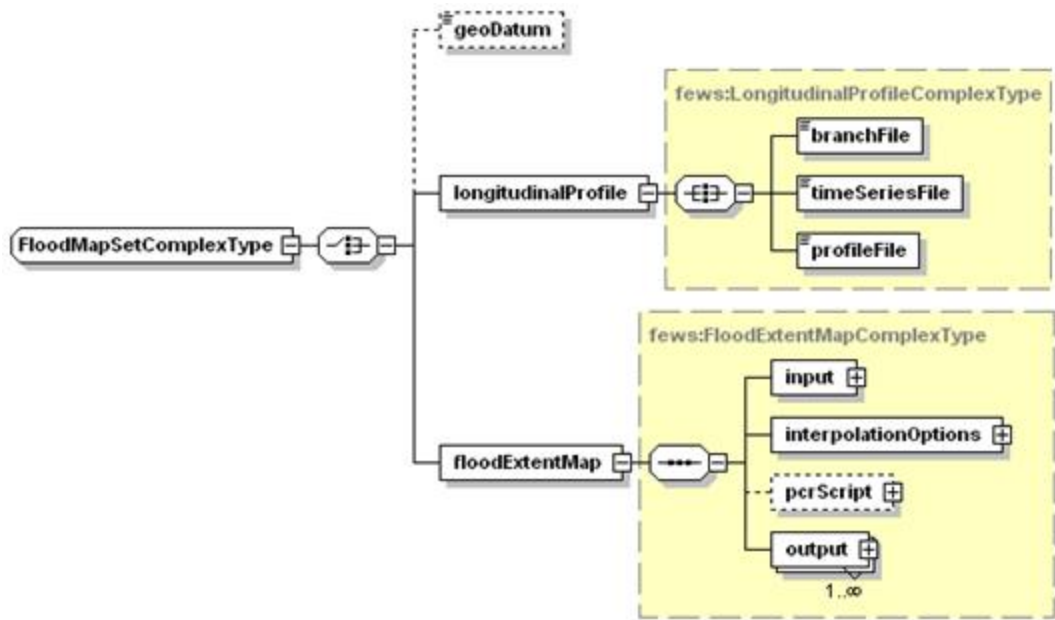 geoDatum
fews:LongitudinalProfileComplexType
branchFile
longitudinalProfile
timeSeriesFile
FloodMapSetComplexType
profileFile
fews:FloodExtentMapComplexType
input
interpolationOptions
floodExtentMap
pcrScript
output
1..∞